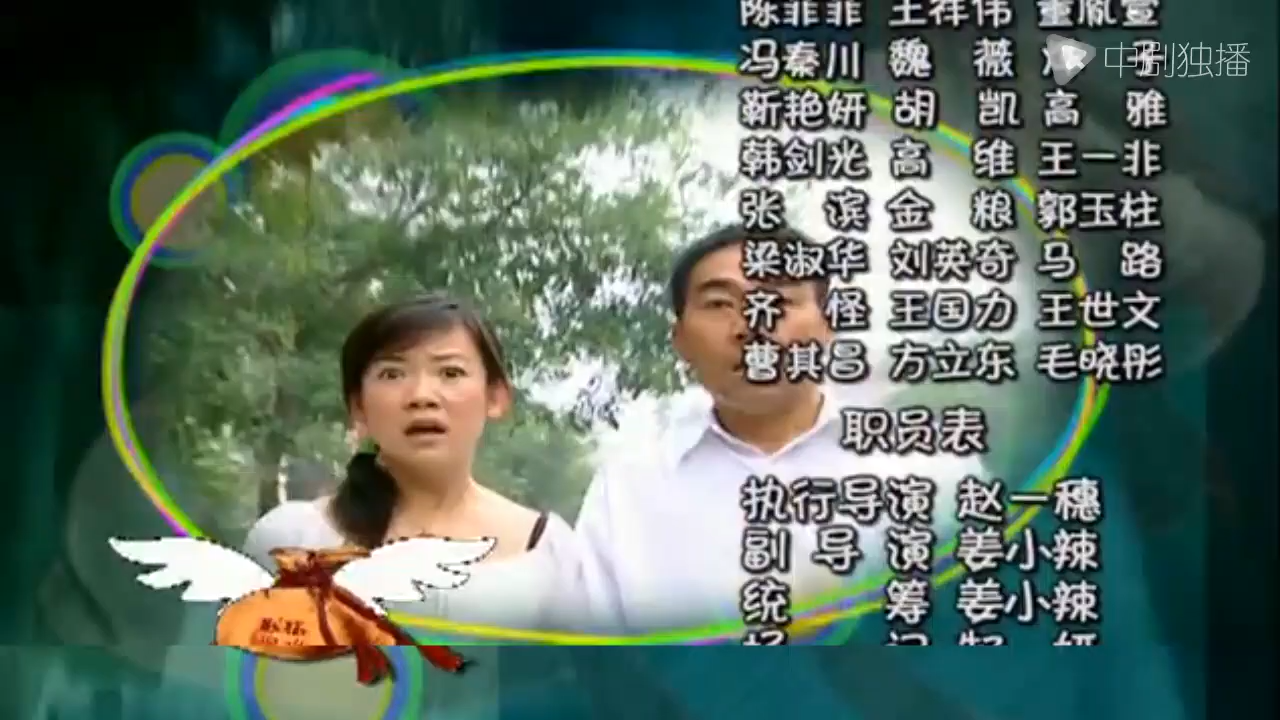 陈菲菲 王祥伟 董胤萱
中剧独播
冯秦川 魏 薇
靳艳妍 胡 凯 高 雅
韩剑光 高 维 王一非
张 滨 金 粮 郭玉柱
梁淑华 刘英奇 马 路
齐 怪 王国力 王世文
曹其昌 方立东 毛晓彤
职员表
执行导演 赵一穗
副 导 演 姜小辣
统 筹 姜小辣